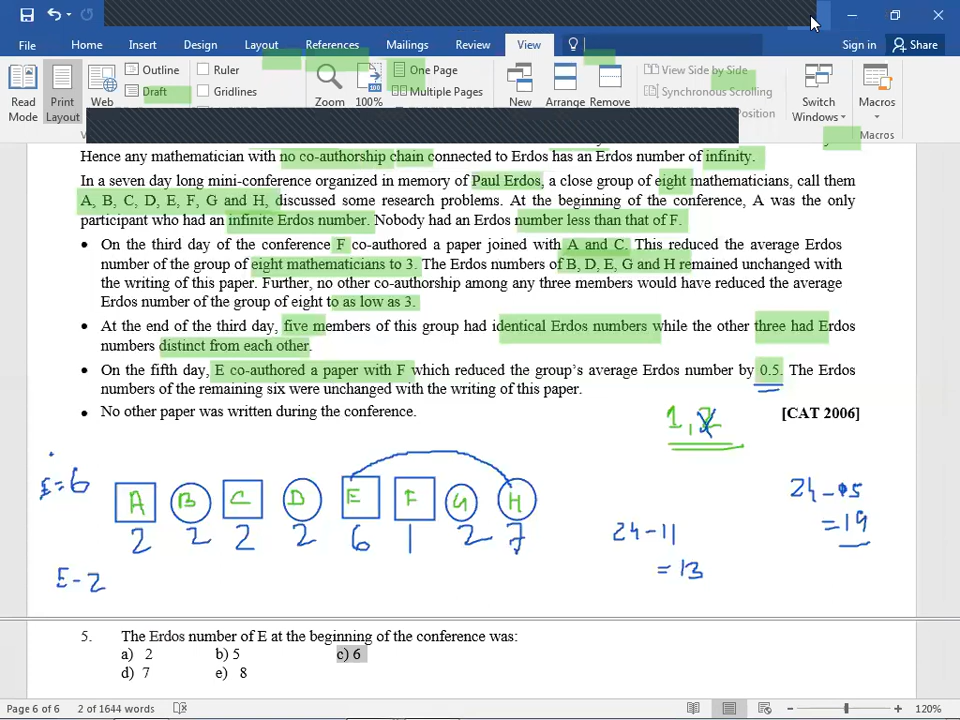 File Home Insert Design Layout References Mailings Review View Sign in Share
Read Mode Print Layout Web Outline Draft Ruler Gridlines Zoom 100% One Page Multiple Pages New Arrange Remove View Side by Side Synchronous Scrolling Position Switch Windows Macros
Macros
Hence any mathematician with no co-authorship chain connected to Erdos has an Erdos number of infinity.
In a seven day long mini-conference organized in memory of Paul Erdos, a close group of eight mathematicians, call them
A, B, C, D, E, F, G and H, discussed some research problems. At the beginning of the conference, A was the only
participant who had an infinite Erdos number. Nobody had an Erdos number less than that of F.
• On the third day of the conference F co-authored a paper joined with A and C. This reduced the average Erdos
number of the group of eight mathematicians to 3. The Erdos numbers of B, D, E, G and H remained unchanged with
the writing of this paper. Further, no other co-authorship among any three members would have reduced the average
Erdos number of the group of eight to as low as 3.
• At the end of the third day, five members of this group had identical Erdos numbers while the other three had Erdos
numbers distinct from each other.
• On the fifth day, E co-authored a paper with F which reduced the group's average Erdos number by 0.5. The Erdos
numbers of the remaining six were unchanged with the writing of this paper.
• No other paper was written during the conference. [CAT 2006]
1, 2
E=6
A B C D E F G H
2 2 2 2 6 1 2 7
24-11
= 13
24-05
= 19
E-2
5. The Erdos number of E at the beginning of the conference was:
a) 2 b) 5 c) 6
d) 7 e) 8
Page 6 of 6 2 of 1644 words 120%